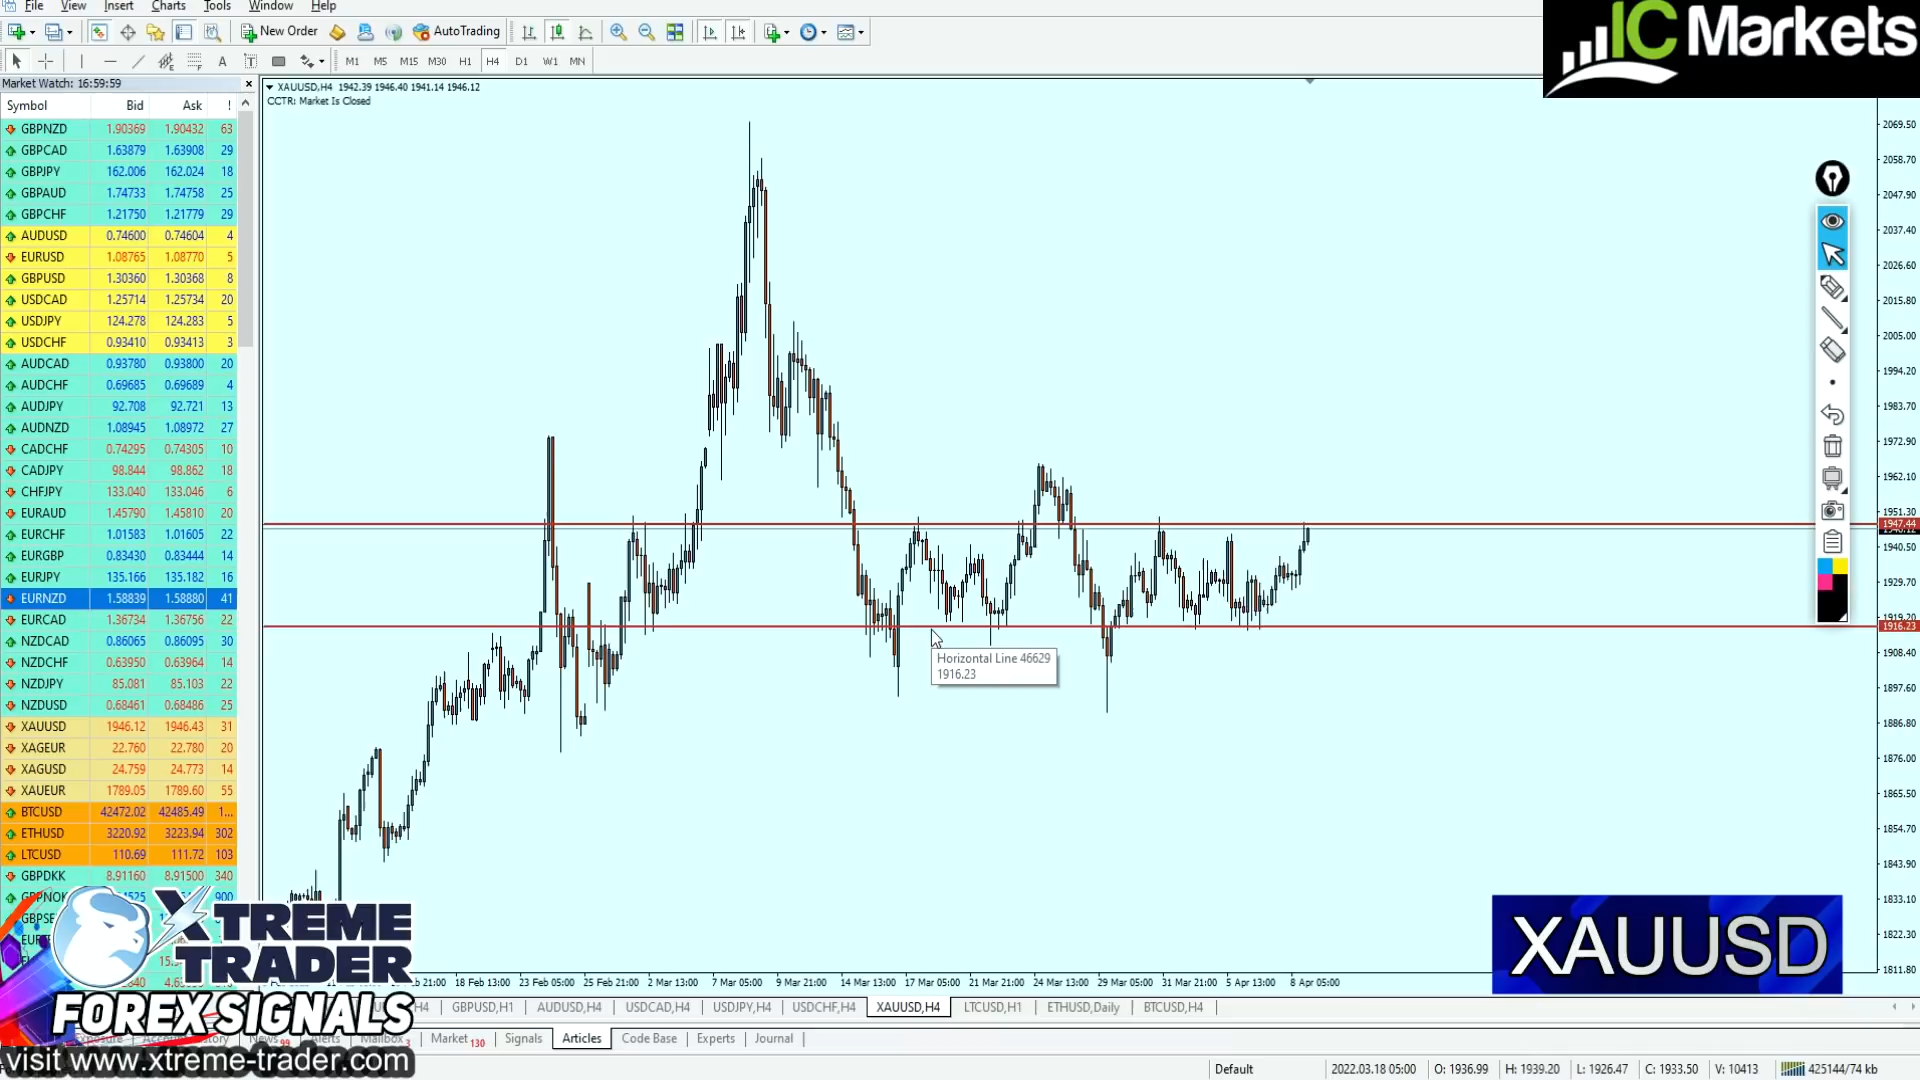 File View Insert Charts Tools Window Help
New Order AutoTrading
A T M1 M5 M15 M30 H1 H4 D1 W1 MN
IC Markets
Market Watch: 16:59:59
Symbol Bid Ask !
GBPNZD 1.90369 1.90432 63
GBPCAD 1.63879 1.63908 29
GBPJPY 162.006 162.024 18
GBPAUD 1.74733 1.74758 25
GBPCHF 1.21750 1.21779 29
AUDUSD 0.74600 0.74604 4
EURUSD 1.08765 1.08770 5
GBPUSD 1.30360 1.30368 8
USDCAD 1.25714 1.25734 20
USDJPY 124.278 124.283 5
USDCHF 0.93410 0.93413 3
AUDCAD 0.93780 0.93800 20
AUDCHF 0.69685 0.69689 4
AUDJPY 92.708 92.721 13
AUDNZD 1.08945 1.08972 27
CADCHF 0.74295 0.74305 10
CADJPY 98.844 98.862 18
CHFJPY 133.040 133.046 6
EURAUD 1.45790 1.45810 20
EURCHF 1.01583 1.01605 22
EURGBP 0.83430 0.83444 14
EURJPY 135.166 135.182 16
EURNZD 1.58839 1.58880 41
EURCAD 1.36734 1.36756 22
NZDCAD 0.86065 0.86095 30
NZDCHF 0.63950 0.63964 14
NZDJPY 85.081 85.103 22
NZDUSD 0.68461 0.68486 25
XAUUSD 1946.12 1946.43 31
XAGEUR 22.760 22.780 20
XAGUSD 24.759 24.773 14
XAUEUR 1789.05 1789.60 55
BTCUSD 42472.02 42485.49 1...
ETHUSD 3220.92 3223.94 302
LTCUSD 110.69 111.72 103
GBPDKK 8.91160 8.91500 340
GBPNOK 900
XAUUSD,H4 1942.39 1946.40 1941.14 1946.12
CCTR: Market Is Closed
Horizontal Line 46629
1916.23
2069.50
2058.70
2047.90
2037.40
2026.60
2015.80
2005.00
1994.20
1983.70
1972.90
1962.10
1951.30
1947.44
1940.50
1929.70
1919.20
1916.23
1908.40
1897.60
1886.80
1876.00
1865.50
1854.70
1843.90
1833.10
1822.30
1811.80
XAUUSD
XTREME
TRADER
FOREX SIGNALS
visit www.xtreme-trader.com
21:00 18 Feb 13:00 23 Feb 05:00 25 Feb 21:00 2 Mar 13:00 7 Mar 05:00 9 Mar 21:00 14 Mar 13:00 17 Mar 05:00 21 Mar 21:00 24 Mar 13:00 29 Mar 05:00 31 Mar 21:00 5 Apr 13:00 8 Apr 05:00
GBPUSD,H1 AUDUSD,H4 USDCAD,H4 USDJPY,H4 USDCHF,H4 XAUUSD,H4 LTCUSD,H1 ETHUSD,Daily BTCUSD,H4
News 99 Alerts Mailbox 3 Market 130 Signals Articles Code Base Experts Journal
Default 2022.03.18 05:00 O: 1936.99 H: 1939.20 L: 1926.47 C: 1933.50 V: 10413 425144/74 kb